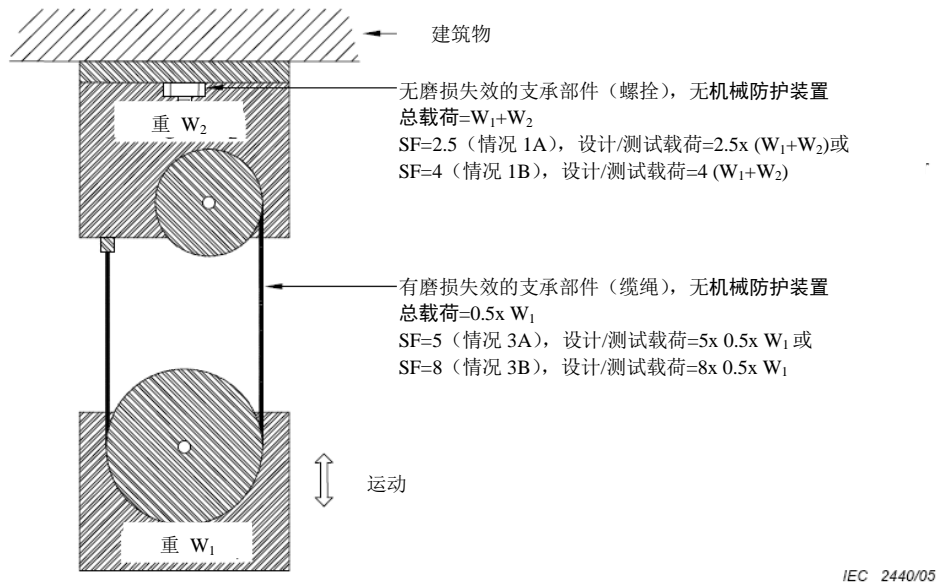 建筑物
无磨损失效的支承部件（螺拴），无机械防护装置
总载荷=W₁+W₂
SF=2.5（情况 1A），设计/测试载荷=2.5x (W₁+W₂)或
SF=4（情况 1B），设计/测试载荷=4 (W₁+W₂)
重 W₂
有磨损失效的支承部件（缆绳），无机械防护装置
总载荷=0.5x W₁
SF=5（情况 3A），设计/测试载荷=5x 0.5x W₁ 或
SF=8（情况 3B），设计/测试载荷=8x 0.5x W₁
运动
重 W₁
IEC 2440/05